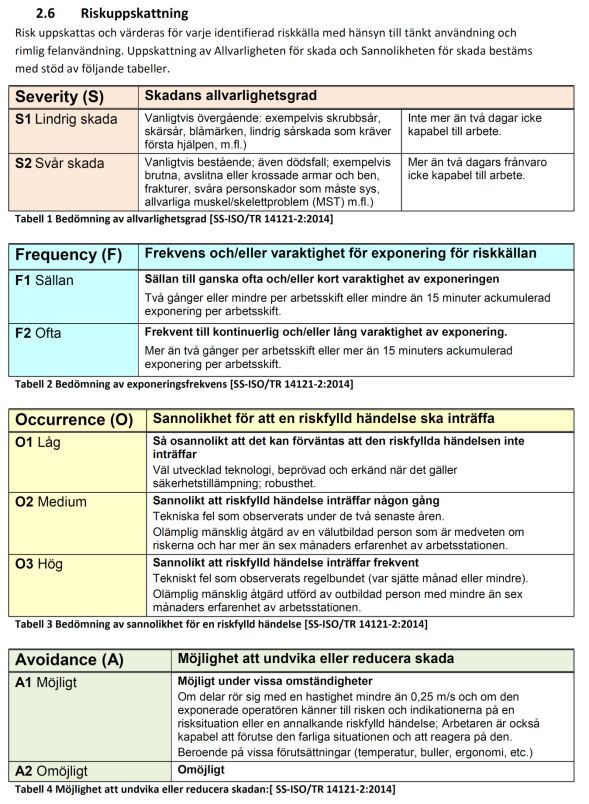 2.6 Riskuppskattning
Risk uppskattas och värderas för varje identifierad riskkälla med hänsyn till tänkt användning och
rimlig felanvändning. Uppskattning av Allvarligheten för skada och Sannolikheten för skada bestäms
med stöd av följande tabeller.
Severity (S) Skadans allvarlighetsgrad
S1 Lindrig skada Vanligtvis övergående: exempelvis skrubbsår, Inte mer än två dagar icke
skärsår, blåmärken, lindrig sårskada som kräver kapabel till arbete.
första hjälpen, m.fl.)
S2 Svår skada Vanligtvis bestående; även dödsfall; exempelvis Mer än två dagars frånvaro
brutna, avslitna eller krossade armar och ben, icke kapabel till arbete.
frakturer, svåra personskador som måste sys,
allvarliga muskel/skelettproblem (MST) m.fl.)
Tabell 1 Bedömning av allvarlighetsgrad [SS-ISO/TR 14121-2:2014]
Frequency (F) Frekvens och/eller varaktighet för exponering för riskkällan
F1 Sällan Sällan till ganska ofta och/eller kort varaktighet av exponeringen
Två gånger eller mindre per arbetsskift eller mindre än 15 minuter ackumulerad
exponering per arbetsskift.
F2 Ofta Frekvent till kontinuerlig och/eller lång varaktighet av exponering.
Mer än två gånger per arbetsskift eller mer än 15 minuters ackumulerad
exponering per arbetsskift.
Tabell 2 Bedömning av exponeringsfrekvens [SS-ISO/TR 14121-2:2014]
Occurrence (O) Sannolikhet för att en riskfylld händelse ska inträffa
O1 Låg Så osannolikt att det kan förväntas att den riskfyllda händelsen inte
inträffar
Väl utvecklad teknologi, beprövad och erkänd när det gäller
säkerhetstillämpning; robusthet.
O2 Medium Sannolikt att riskfylld händelse inträffar någon gång
Tekniska fel som observerats under de två senaste åren.
Olämplig mänsklig åtgärd av en välutbildad person som är medveten om
riskerna och har mer än sex månaders erfarenhet av arbetsstationen.
O3 Hög Sannolikt att riskfylld händelse inträffar frekvent
Tekniskt fel som observerats regelbundet (var sjätte månad eller mindre).
Olämplig mänsklig åtgärd utförd av outbildad person med mindre än sex
månaders erfarenhet av arbetsstationen.
Tabell 3 Bedömning av sannolikhet för en riskfylld händelse [SS-ISO/TR 14121-2:2014]
Avoidance (A) Möjlighet att undvika eller reducera skada
A1 Möjligt Möjligt under vissa omständigheter
Om delar rör sig med en hastighet mindre än 0,25 m/s och om den
exponerade operatören känner till risken och indikationerna på en
risksituation eller en annalkande riskfylld händelse; Arbetaren är också
kapabel att förutse den farliga situationen och att reagera på den.
Beroende på vissa förutsättningar (temperatur, buller, ergonomi, etc.)
A2 Omöjligt Omöjligt
Tabell 4 Möjlighet att undvika eller reducera skadan:[ SS-ISO/TR 14121-2:2014]